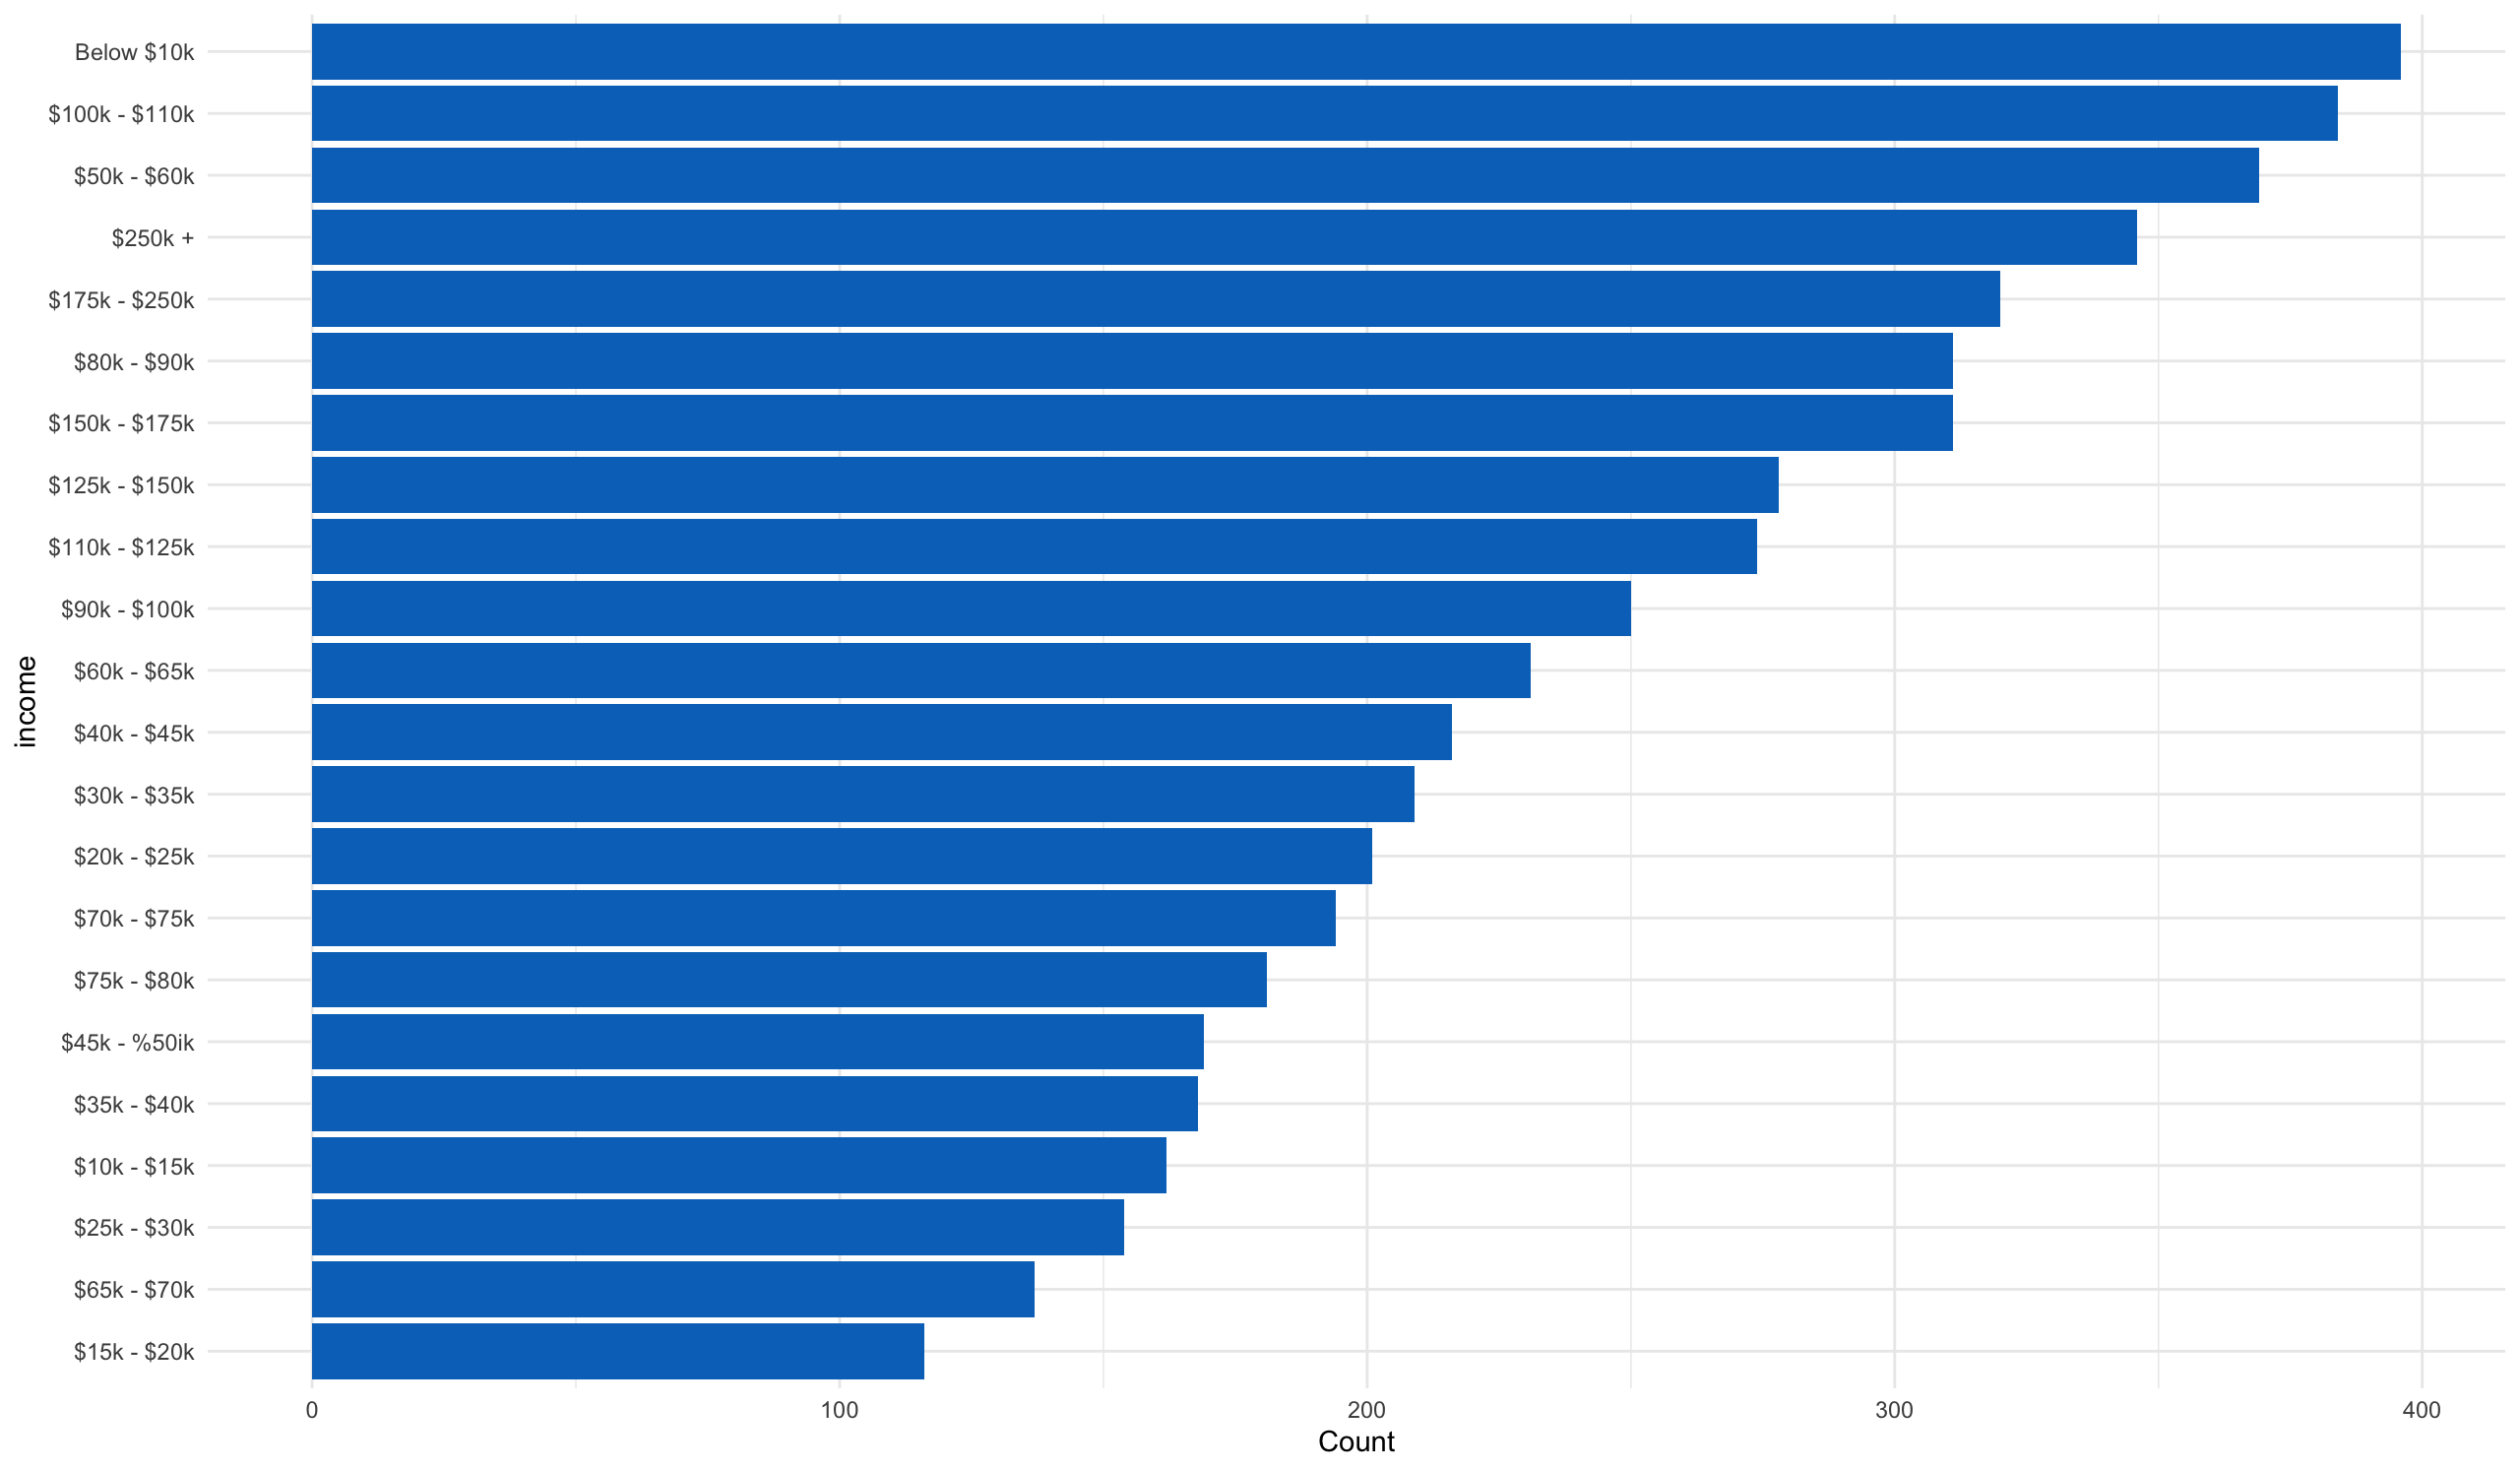 Below $10k
$100k - $110k
$50k - $60k
$250k +
$175k - $250k
$80k - $90k
$150k - $175k
$125k - $150k
$110k - $125k
$90k - $100k
$60k - $65k
$40k - $45k
$30k - $35k
$20k - $25k
$70k - $75k
$75k - $80k
$45k - %50ik
$35k - $40k
$10k - $15k
$25k - $30k
$65k - $70k
$15k - $20k
income
0 100 200 300 400
Count